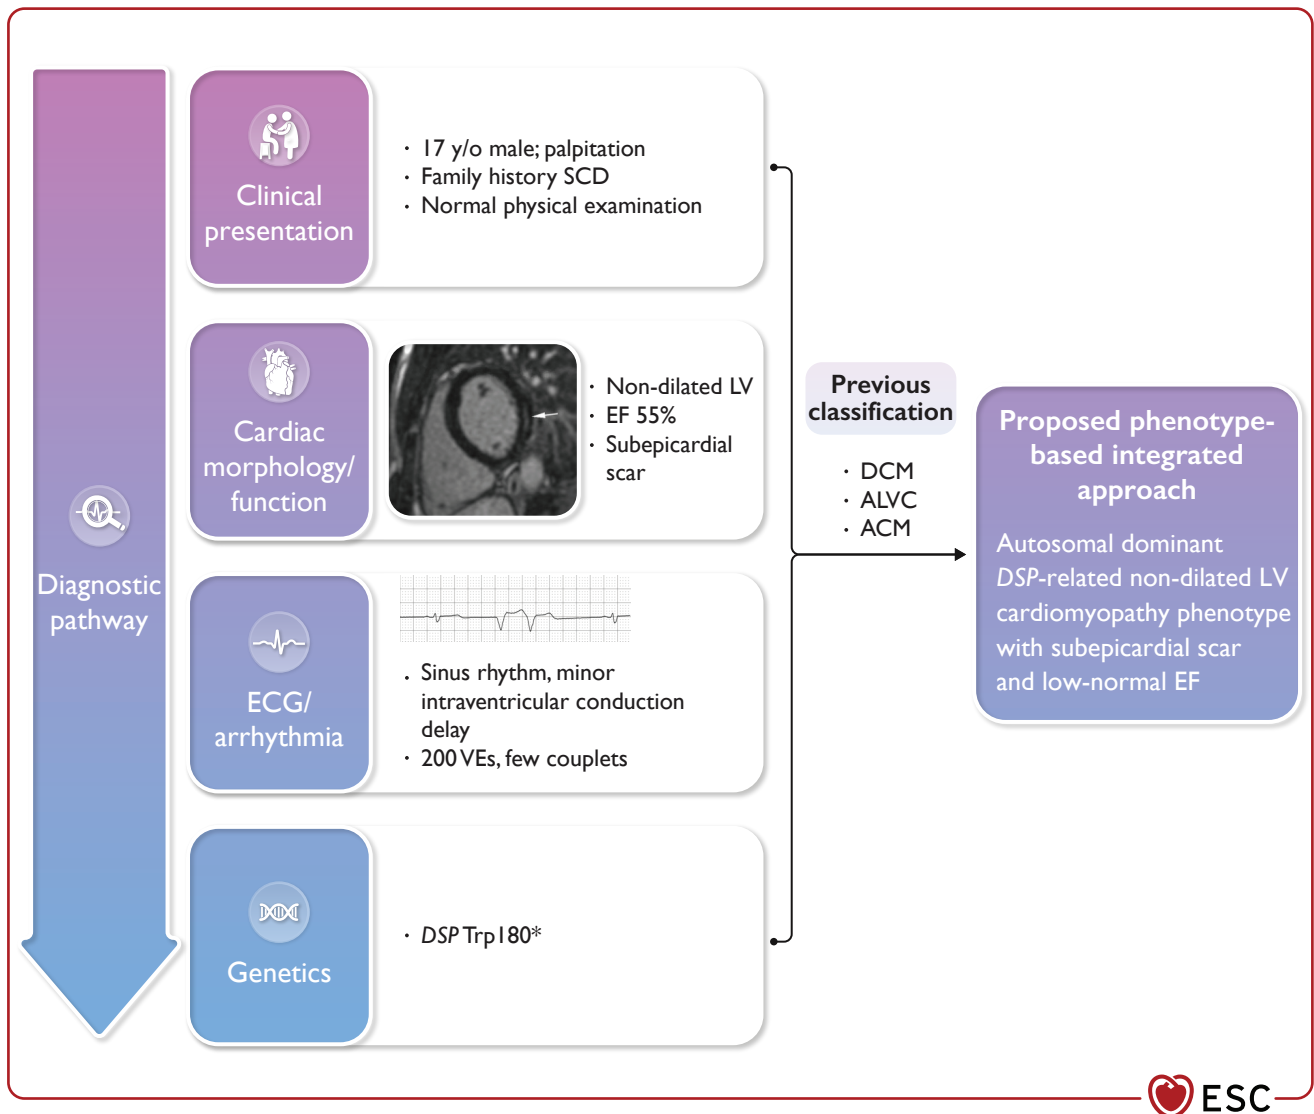 Diagnostic
pathway
Clinical
presentation
· 17 y/o male; palpitation
· Family history SCD
· Normal physical examination
Cardiac
morphology/
function
· Non-dilated LV
· EF 55%
· Subepicardial
scar
ECG/
arrhythmia
· Sinus rhythm, minor
intraventricular conduction
delay
· 200 VEs, few couplets
Genetics
· DSP Trp180*
Previous
classification
· DCM
· ALVC
· ACM
Proposed phenotype-
based integrated
approach
Autosomal dominant
DSP-related non-dilated LV
cardiomyopathy phenotype
with subepicardial scar
and low-normal EF
ESC